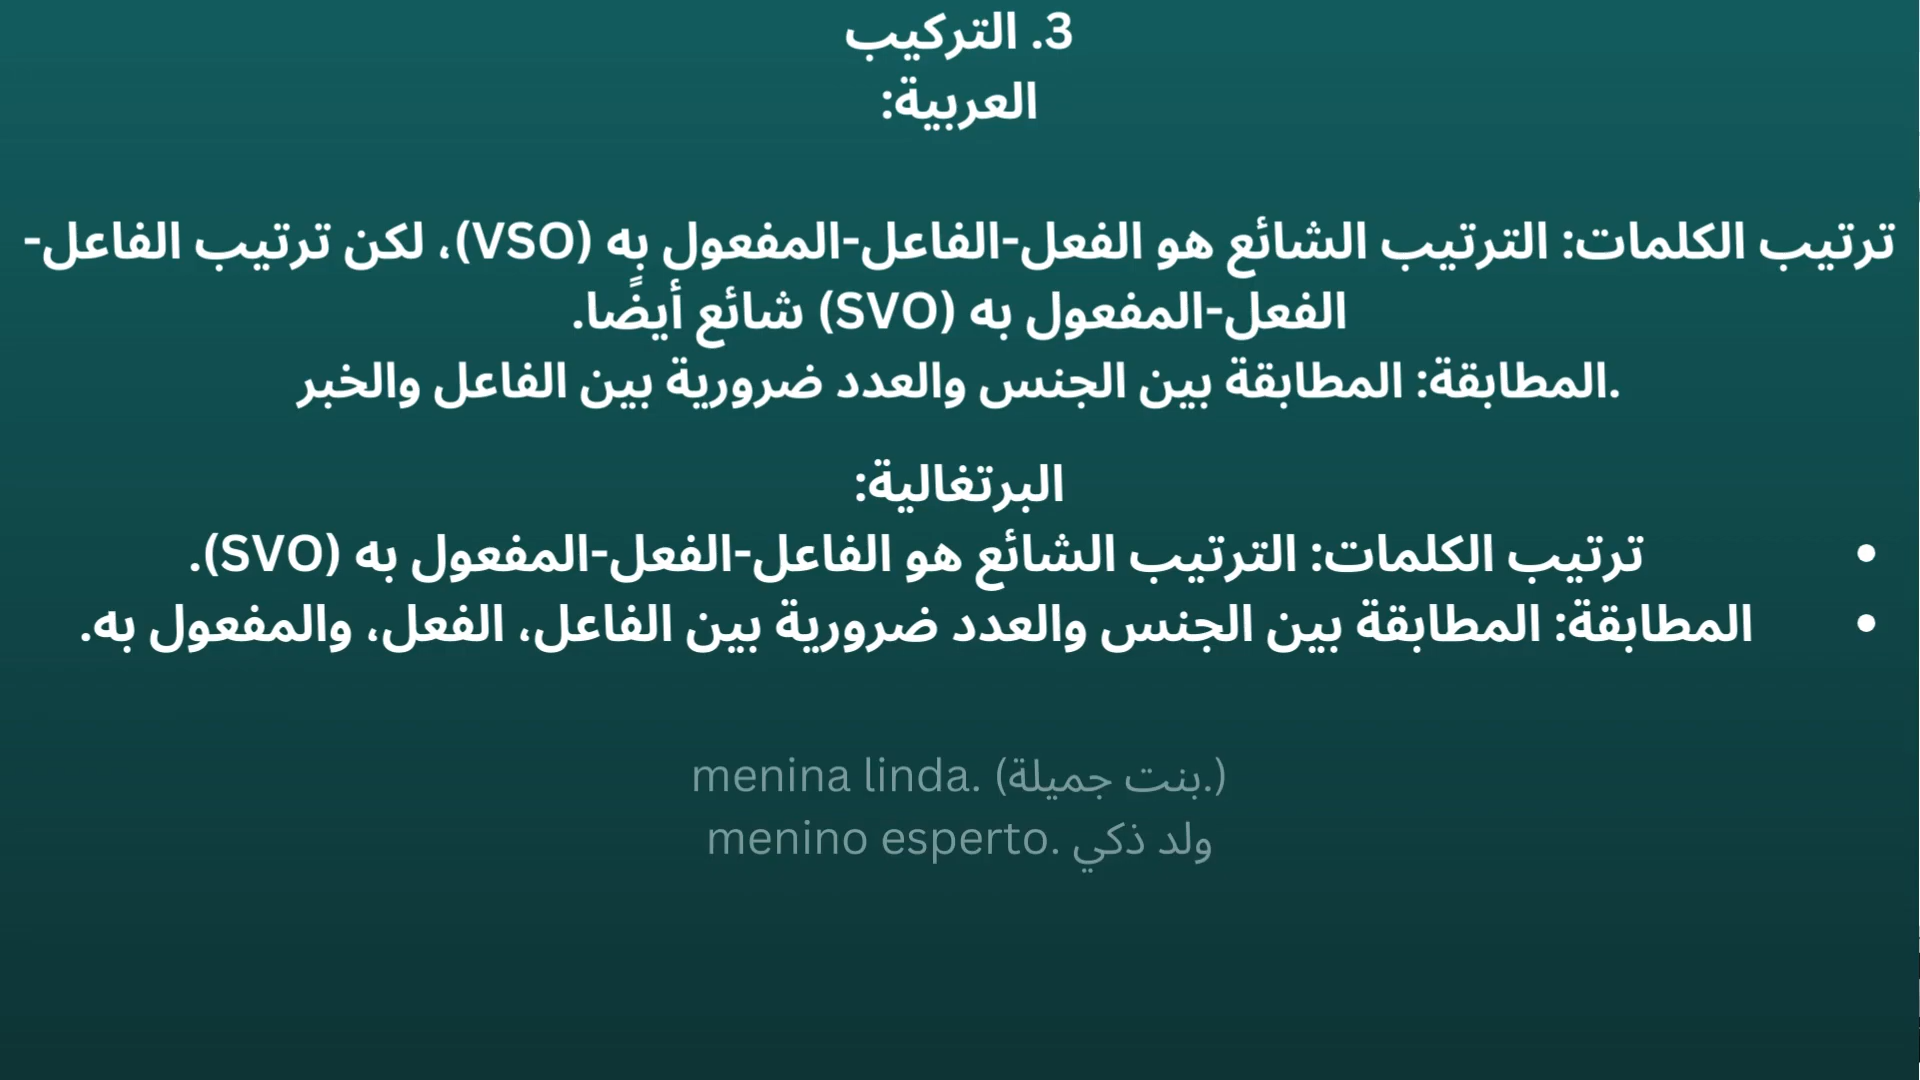 3. التركيب
العربية:
ترتيب الكلمات: الترتيب الشائع هو الفعل-الفاعل-المفعول به (VSO)، لكن ترتيب الفاعل-
الفعل-المفعول به (SVO) شائع أيضًا.
.المطابقة: المطابقة بين الجنس والعدد ضرورية بين الفاعل والخبر
البرتغالية:
• ترتيب الكلمات: الترتيب الشائع هو الفاعل-الفعل-المفعول به (SVO).
• المطابقة: المطابقة بين الجنس والعدد ضرورية بين الفاعل، الفعل، والمفعول به.
menina linda. (بنت جميلة.)
menino esperto. ولد ذكي